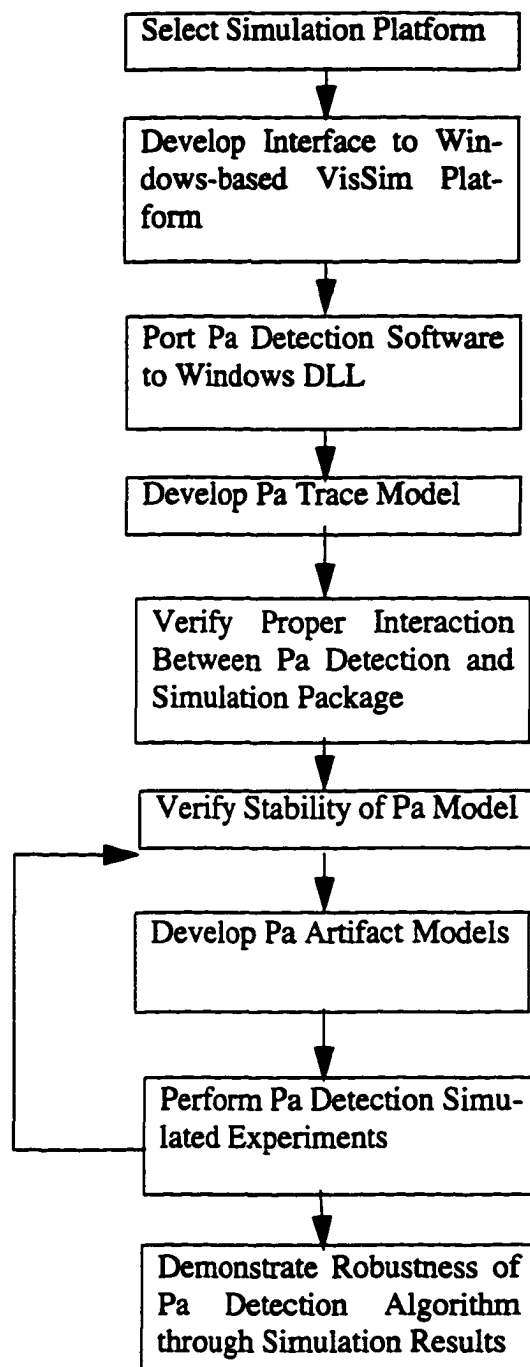 Select Simulation Platform
Develop Interface to Win-
dows-based VisSim Plat-
form
Port Pa Detection Software
to Windows DLL
Develop Pa Trace Model
Verify Proper Interaction
Between Pa Detection and
Simulation Package
Verify Stability of Pa Model
Develop Pa Artifact Models
Perform Pa Detection Simu-
lated Experiments
Demonstrate Robustness of
Pa Detection Algorithm
through Simulation Results